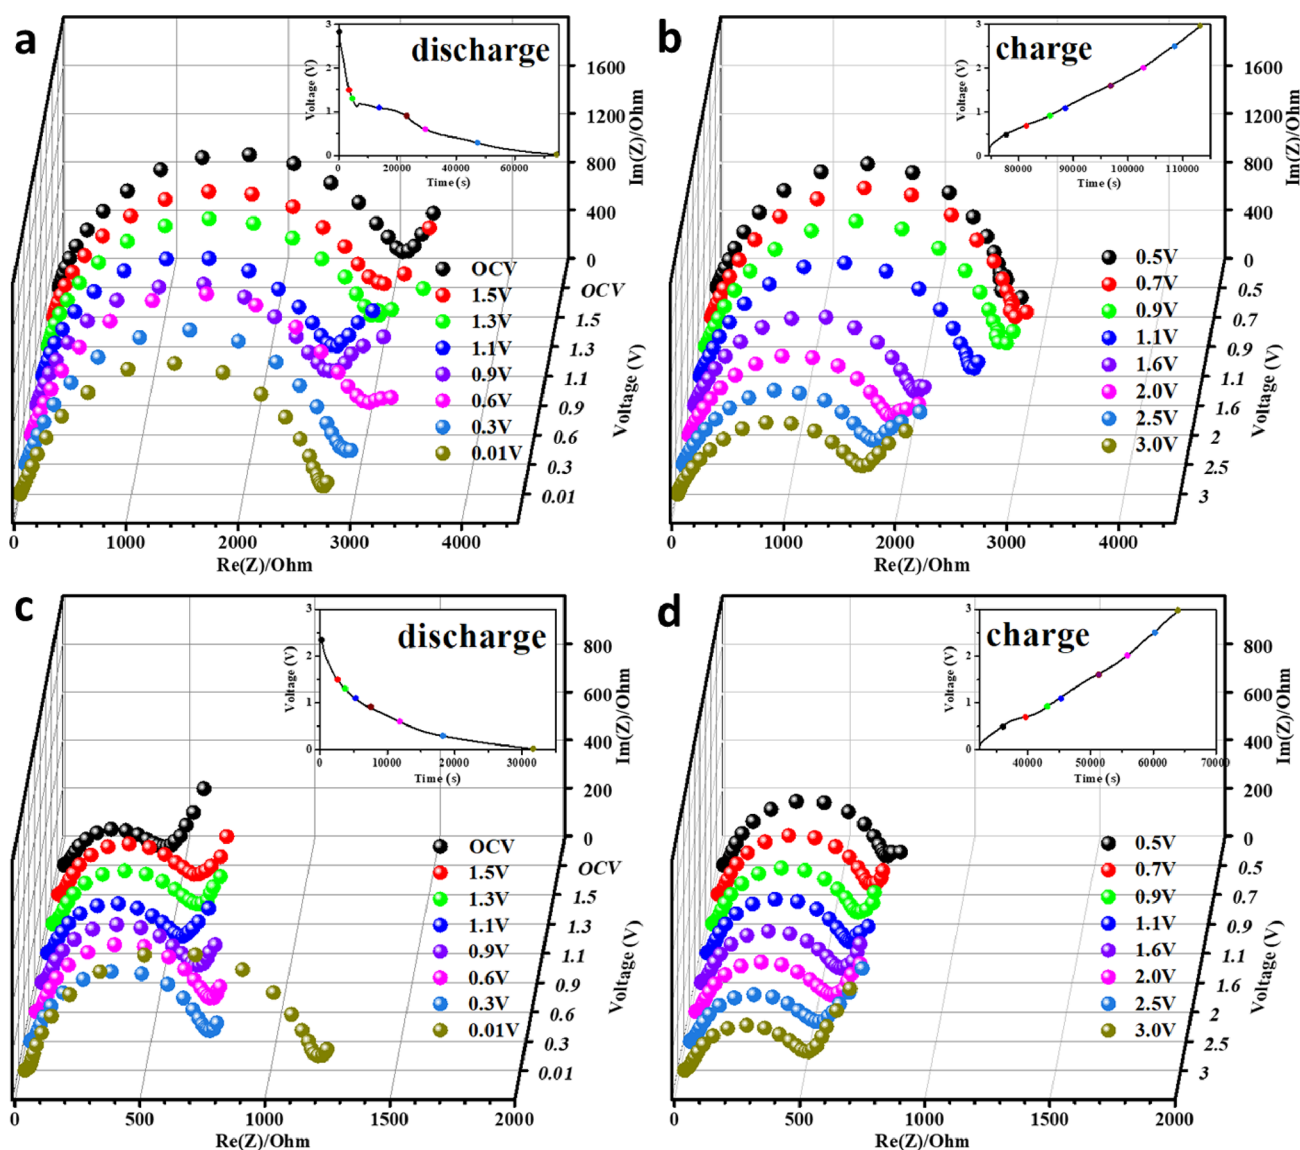 a
discharge
Voltage (V)
3
2
1
0
0
20000
40000
60000
Time (s)
1600
1200
800
400
0
Im(Z)/Ohm
OCV
1.5V
1.3V
1.1V
0.9V
0.6V
0.3V
0.01V
OCV
1.5
1.3
1.1
0.9
0.6
0.3
0.01
Voltage (V)
0
1000
2000
3000
4000
Re(Z)/Ohm
b
charge
Voltage (V)
3
2
1
0
80000
90000
100000
110000
Time (s)
1600
1200
800
400
0
Im(Z)/Ohm
0.5V
0.7V
0.9V
1.1V
1.6V
2.0V
2.5V
3.0V
0.5
0.7
0.9
1.1
1.6
2
2.5
3
Voltage (V)
0
1000
2000
3000
4000
Re(Z)/Ohm
c
discharge
Voltage (V)
3
2
1
0
0
10000
20000
30000
Time (s)
800
600
400
200
0
Im(Z)/Ohm
OCV
1.5V
1.3V
1.1V
0.9V
0.6V
0.3V
0.01V
OCV
1.5
1.3
1.1
0.9
0.6
0.3
0.01
Voltage (V)
0
500
1000
1500
2000
Re(Z)/Ohm
d
charge
Voltage (V)
3
2
1
0
40000
50000
60000
70000
Time (s)
800
600
400
200
0
Im(Z)/Ohm
0.5V
0.7V
0.9V
1.1V
1.6V
2.0V
2.5V
3.0V
0.5
0.7
0.9
1.1
1.6
2
2.5
3
Voltage (V)
0
500
1000
1500
2000
Re(Z)/Ohm